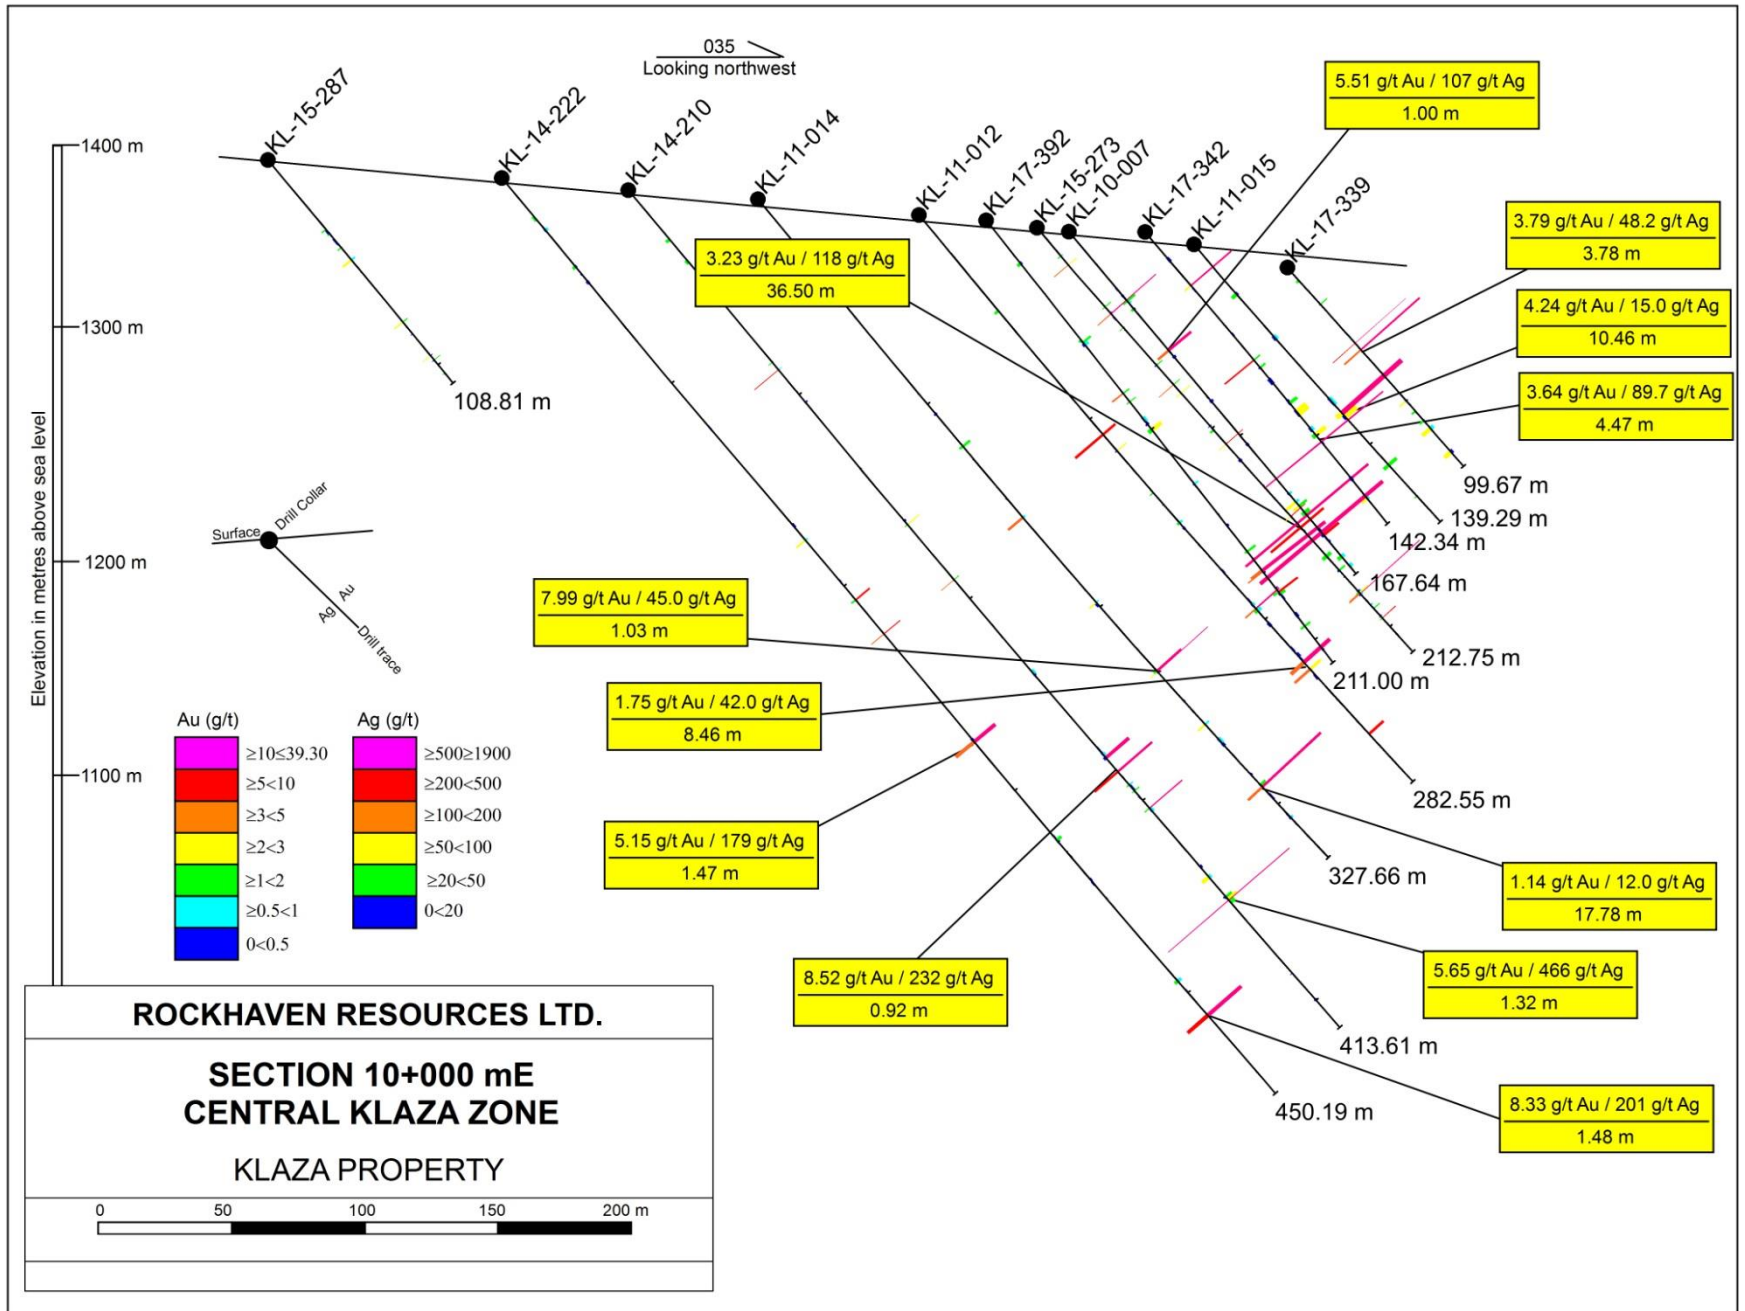 035
Looking northwest
KL-15-287
KL-14-222
KL-14-210
KL-11-014
KL-11-012
KL-17-392
KL-15-273
KL-10-007
KL-17-342
KL-11-015
KL-17-339
5.51 g/t Au / 107 g/t Ag
1.00 m
3.79 g/t Au / 48.2 g/t Ag
3.78 m
4.24 g/t Au / 15.0 g/t Ag
10.46 m
3.64 g/t Au / 89.7 g/t Ag
4.47 m
3.23 g/t Au / 118 g/t Ag
36.50 m
1400 m
1300 m
1200 m
1100 m
Elevation in metres above sea level
108.81 m
99.67 m
139.29 m
142.34 m
167.64 m
212.75 m
211.00 m
282.55 m
327.66 m
413.61 m
450.19 m
Surface
Drill Collar
Au
Ag
Drill trace
7.99 g/t Au / 45.0 g/t Ag
1.03 m
1.75 g/t Au / 42.0 g/t Ag
8.46 m
5.15 g/t Au / 179 g/t Ag
1.47 m
8.52 g/t Au / 232 g/t Ag
0.92 m
1.14 g/t Au / 12.0 g/t Ag
17.78 m
5.65 g/t Au / 466 g/t Ag
1.32 m
8.33 g/t Au / 201 g/t Ag
1.48 m
Au (g/t)
≥10≤39.30
≥5<10
≥3<5
≥2<3
≥1<2
≥0.5<1
0<0.5
Ag (g/t)
≥500≥1900
≥200<500
≥100<200
≥50<100
≥20<50
0<20
ROCKHAVEN RESOURCES LTD.
SECTION 10+000 mE
CENTRAL KLAZA ZONE
KLAZA PROPERTY
0 50 100 150 200 m